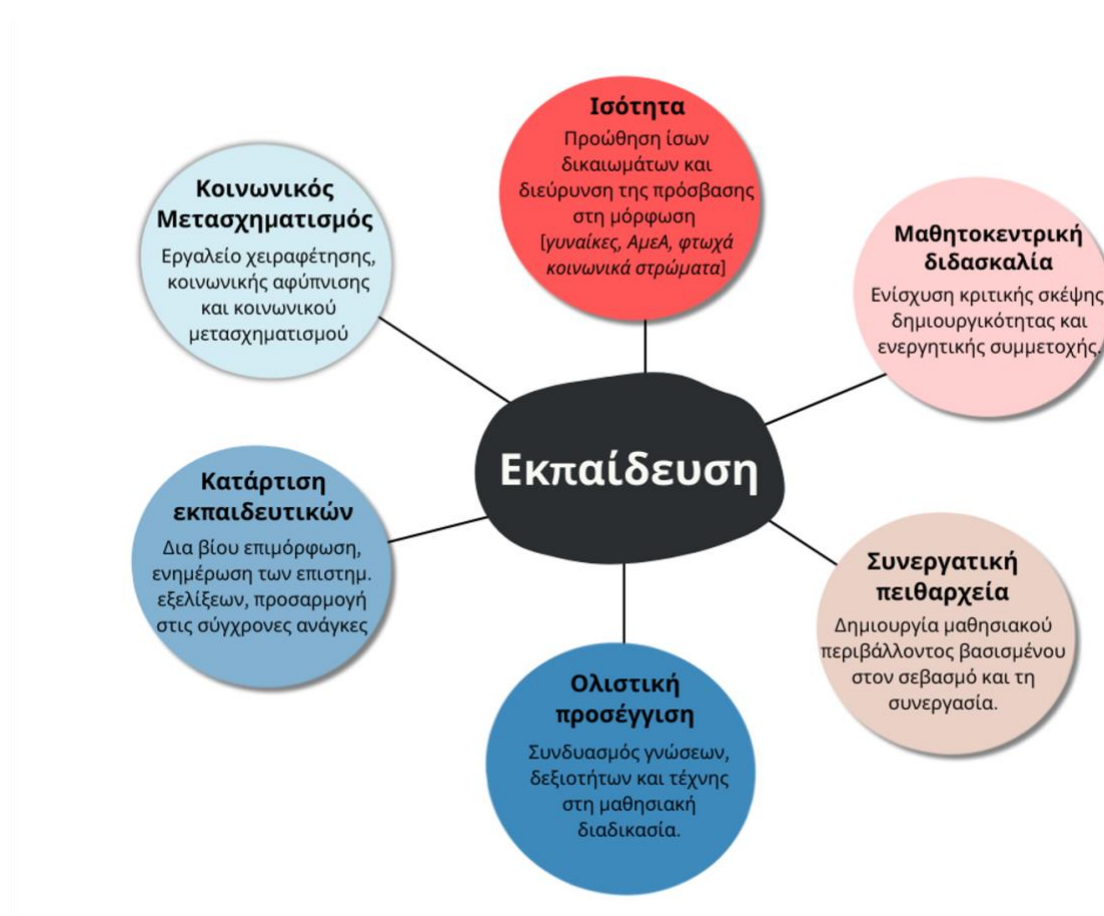 Ισότητα
Προώθηση ίσων
δικαιωμάτων και
διεύρυνση της πρόσβασης
στη μόρφωση
[γυναίκες, ΑμεΑ, φτωχά
κοινωνικά στρώματα]
Κοινωνικός
Μετασχηματισμός
Εργαλείο χειραφέτησης,
κοινωνικής αφύπνισης
και κοινωνικού
μετασχηματισμού
Μαθητοκεντρική
διδασκαλία
Ενίσχυση κριτικής σκέψης
δημιουργικότητας και
ενεργητικής συμμετοχής.
Εκπαίδευση
Κατάρτιση
εκπαιδευτικών
Δια βίου επιμόρφωση,
ενημέρωση των επιστημ.
εξελίξεων, προσαρμογή
στις σύγχρονες ανάγκες
Συνεργατική
πειθαρχεία
Δημιουργία μαθησιακού
περιβάλλοντος βασισμένου
στον σεβασμό και τη
συνεργασία.
Ολιστική
προσέγγιση
Συνδυασμός γνώσεων,
δεξιοτήτων και τέχνης
στη μαθησιακή
διαδικασία.